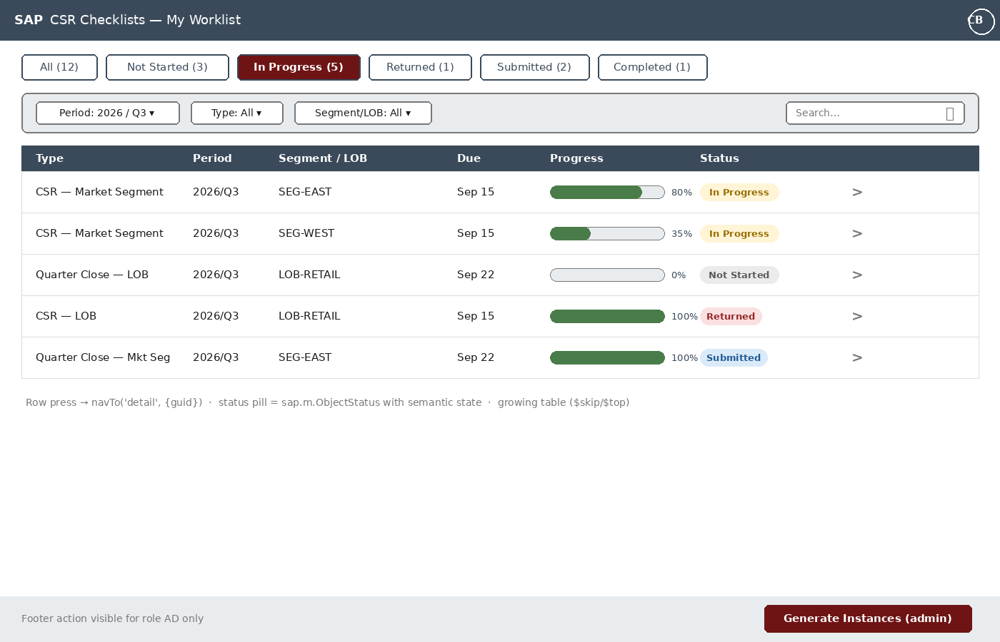 SAP CSR Checklists — My Worklist CB
All (12) Not Started (3) In Progress (5) Returned (1) Submitted (2) Completed (1)
Period: 2026 / Q3 ▾ Type: All ▾ Segment/LOB: All ▾ Search...
Type Period Segment / LOB Due Progress Status
CSR — Market Segment 2026/Q3 SEG-EAST Sep 15 80% In Progress >
CSR — Market Segment 2026/Q3 SEG-WEST Sep 15 35% In Progress >
Quarter Close — LOB 2026/Q3 LOB-RETAIL Sep 22 0% Not Started >
CSR — LOB 2026/Q3 LOB-RETAIL Sep 15 100% Returned >
Quarter Close — Mkt Seg 2026/Q3 SEG-EAST Sep 22 100% Submitted >
Row press → navTo('detail', {guid}) · status pill = sap.m.ObjectStatus with semantic state · growing table ($skip/$top)
Footer action visible for role AD only Generate Instances (admin)